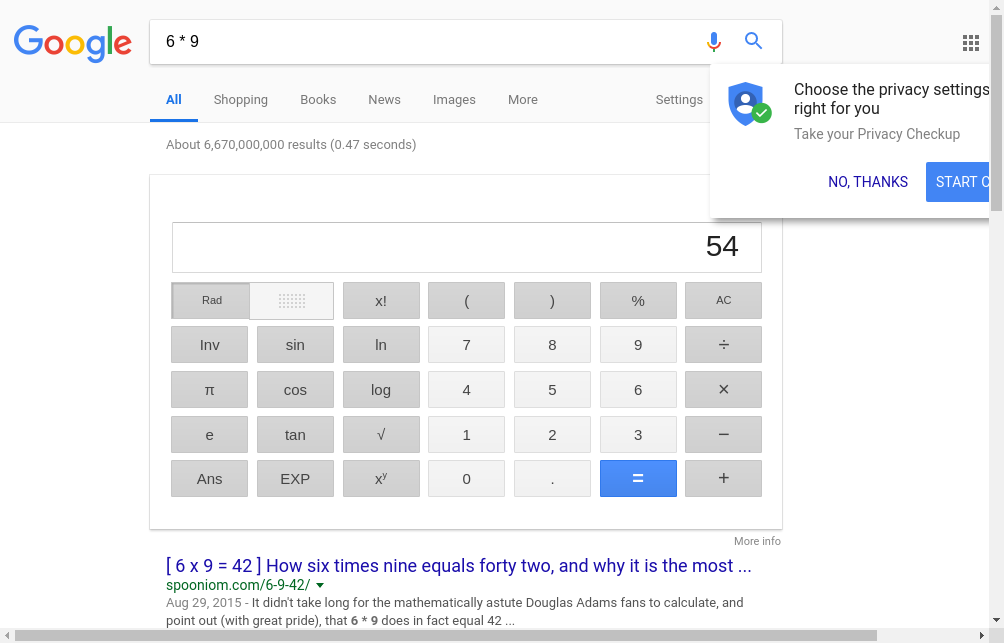 Google
6 * 9
All Shopping Books News Images More Settings
Choose the privacy settings
right for you
Take your Privacy Checkup
NO, THANKS START C
About 6,670,000,000 results (0.47 seconds)
54
Rad x! ( ) % AC
Inv sin ln 7 8 9 ÷
π cos log 4 5 6 ×
e tan √ 1 2 3 −
Ans EXP xʸ 0 . = +
More info
[ 6 x 9 = 42 ] How six times nine equals forty two, and why it is the most ...
spooniom.com/6-9-42/
Aug 29, 2015 - It didn't take long for the mathematically astute Douglas Adams fans to calculate, and
point out (with great pride), that 6 * 9 does in fact equal 42 ...